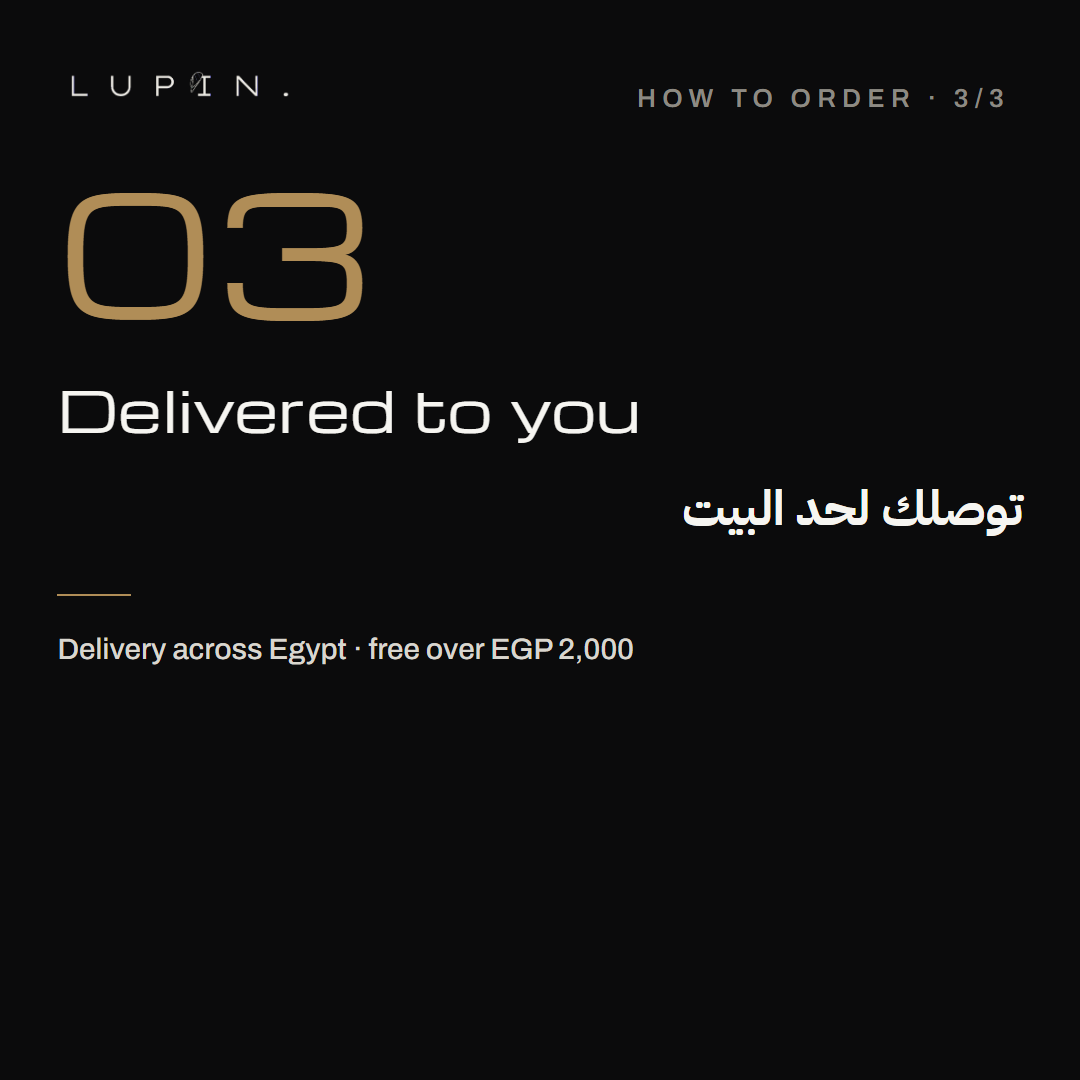 LUPIN.
HOW TO ORDER · 3/3
03
Delivered to you
توصلك لحد البيت
Delivery across Egypt · free over EGP 2,000